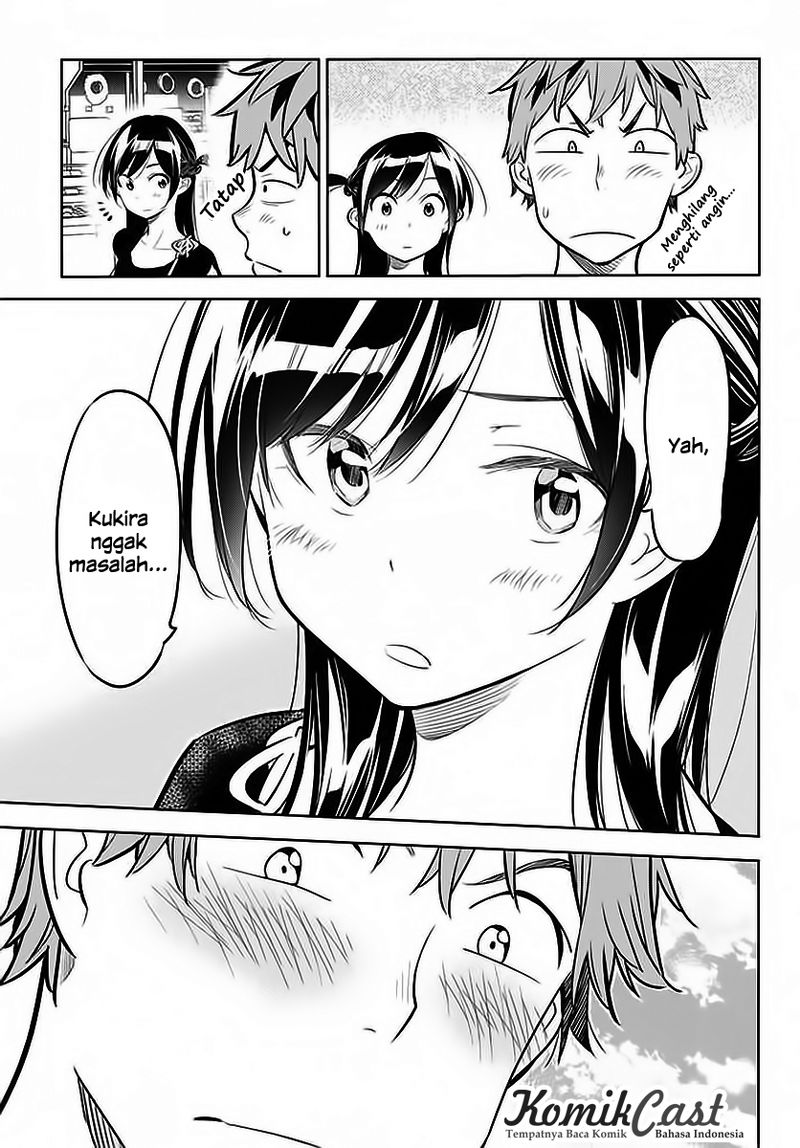 Menghilang
seperti angin...
Tatap
Yah,
Kukira
nggak
masalah...
KomikCast
Tempatnya Baca Komik Bahasa Indonesia